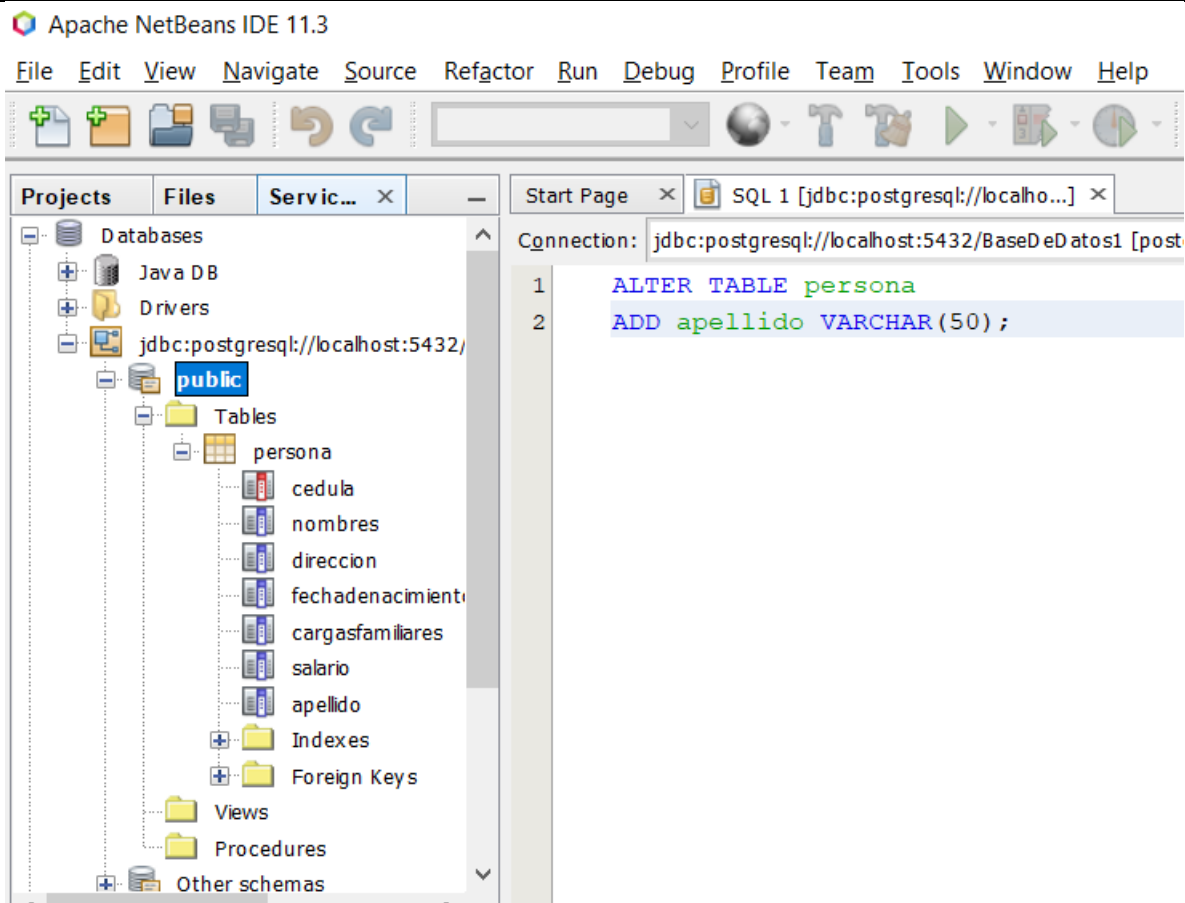 Apache NetBeans IDE 11.3
File Edit View Navigate Source Refactor Run Debug Profile Team Tools Window Help
Projects Files Servic...
Databases
Java DB
Drivers
jdbc:postgresql://localhost:5432/
public
Tables
persona
cedula
nombres
direccion
fechadenacimient
cargasfamiliares
salario
apellido
Indexes
Foreign Keys
Views
Procedures
Other schemas
Start Page SQL 1 [jdbc:postgresql://localho...]
Connection: jdbc:postgresql://localhost:5432/BaseDeDatos1 [post
1 ALTER TABLE persona
2 ADD apellido VARCHAR(50);